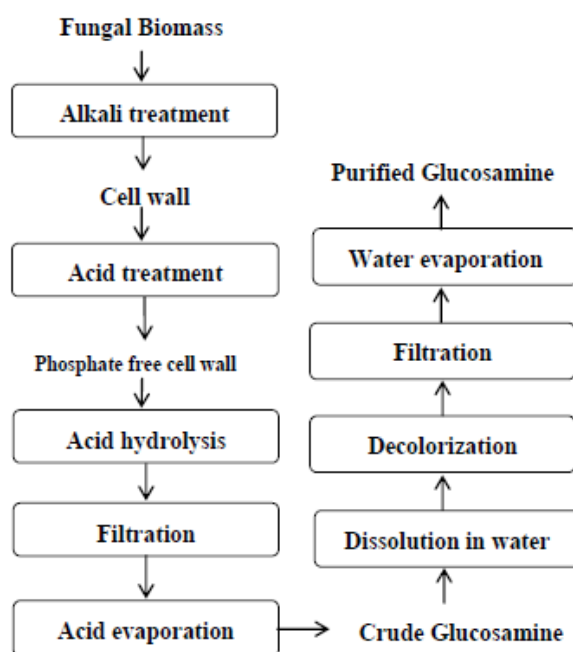 Fungal Biomass
Alkali treatment
Cell wall
Acid treatment
Phosphate free cell wall
Acid hydrolysis
Filtration
Acid evaporation
Crude Glucosamine
Dissolution in water
Decolorization
Filtration
Water evaporation
Purified Glucosamine